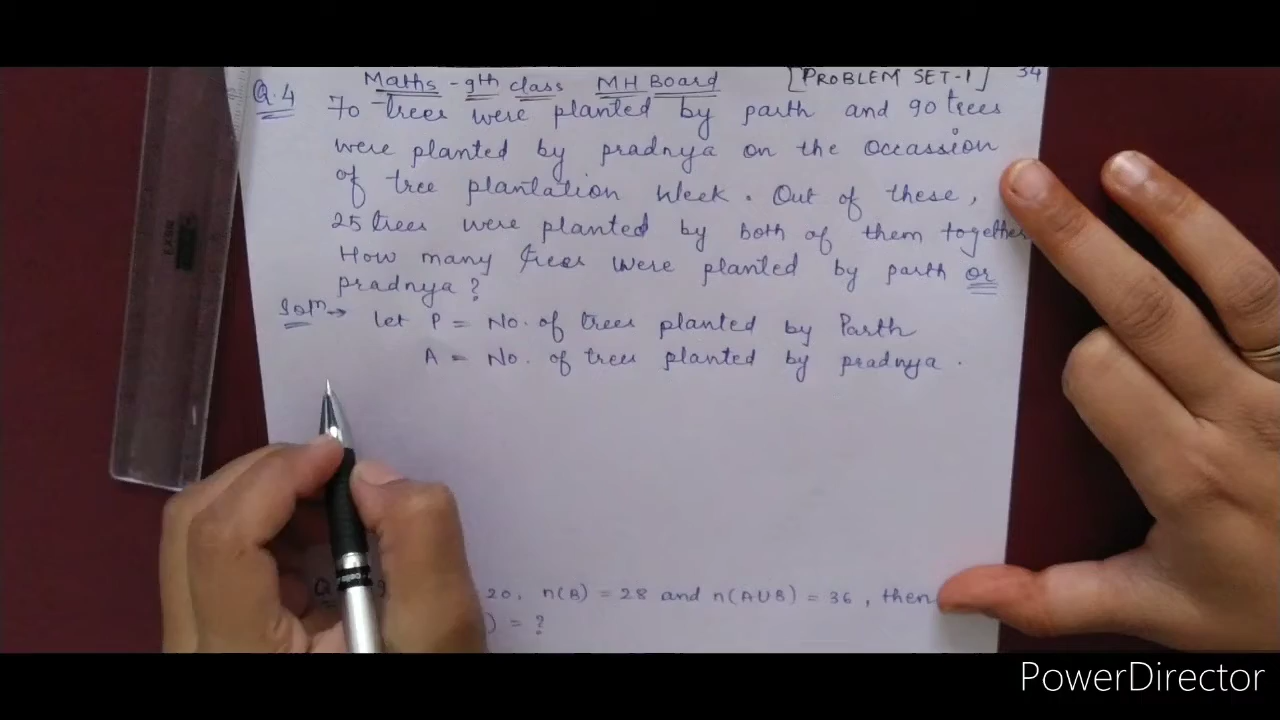 Maths - 9th class MH Board [PROBLEM SET-1] 34
Q.4 70 trees were planted by parth and 90 trees
were planted by pradnya on the occassion
of tree plantation week. Out of these,
25 trees were planted by both of them together
How many trees were planted by parth or
pradnya?
Soln→ let P = No. of trees planted by Parth
A = No. of trees planted by pradnya.
20, n(B) = 28 and n(AUB) = 36, then
) = ?
PowerDirector